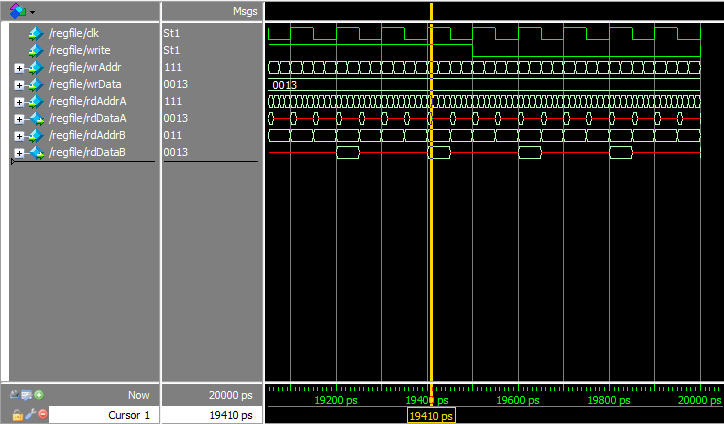 Msgs
/regfile/clk St1
/regfile/write St1
/regfile/wrAddr 111
/regfile/wrData 0013 0013
/regfile/rdAddrA 111
/regfile/rdDataA 0013
/regfile/rdAddrB 011
/regfile/rdDataB 0013
Now 20000 ps 19200 ps 19400 ps 19600 ps 19800 ps 20000 ps
Cursor 1 19410 ps 19410 ps